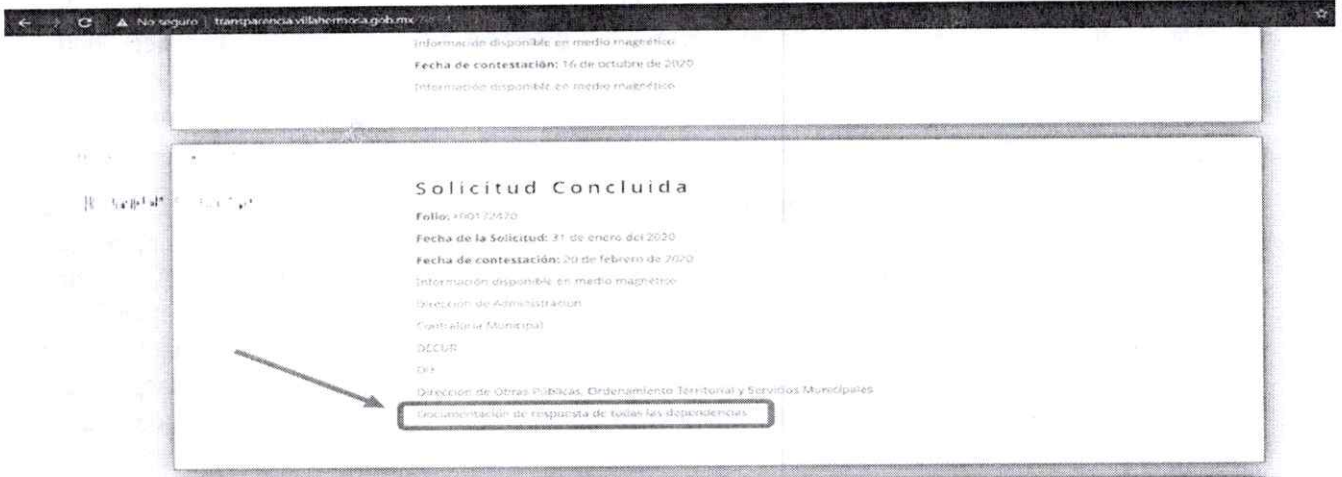 No seguro | transparencia.villahermosa.gob.mx
Información disponible en medio magnético
Fecha de contestación: 16 de octubre de 2020
Información disponible en medio magnético
Solicitud Concluida
Folio:
Fecha de la Solicitud: 31 de enero del 2020
Fecha de contestación: 20 de febrero de 2020
Información disponible en medio magnético
Dirección de Administration
Contraloría Municipal
DECUR
DIF
Dirección de Obras Públicas, Ordenamiento Territorial y Servicios Municipales
Documentación de respuesta de todas las dependencias